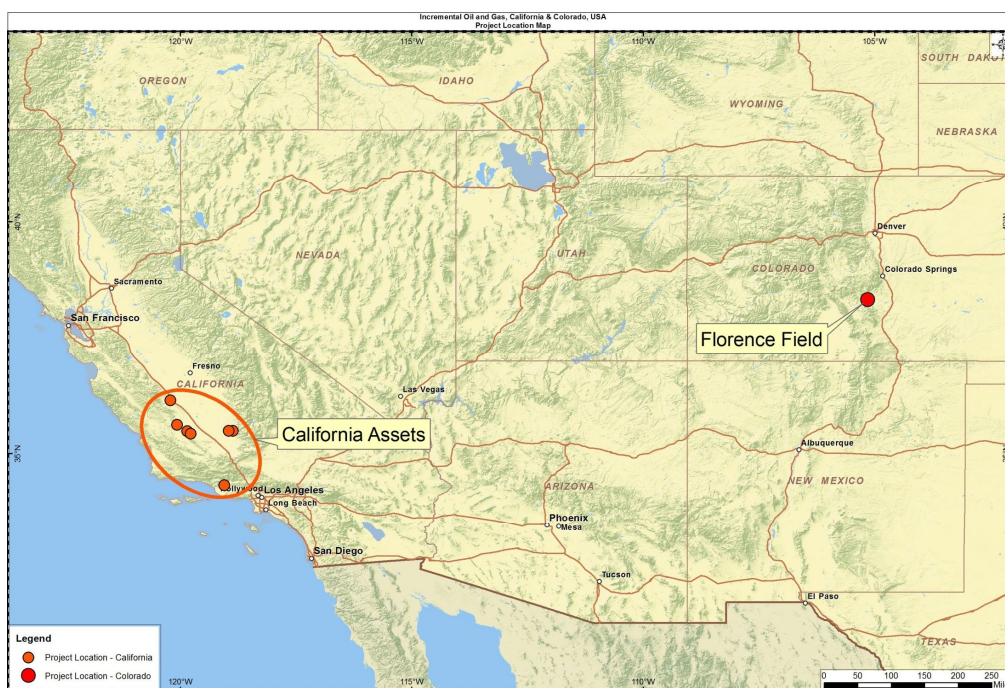 Incremental Oil and Gas, California & Colorado, USA
Project Location Map
120°W
115°W
110°W
105°W
SOUTH DAKOT
OREGON
IDAHO
WYOMING
NEBRASKA
40°N
Denver
NEVADA
UTAH
COLORADO
Colorado Springs
Sacramento
San Francisco
Florence Field
Fresno
CALIFORNIA
Las Vegas
California Assets
35°N
Albuquerque
NEW MEXICO
ARIZONA
Hollywood
Los Angeles
Long Beach
Phoenix
Mesa
San Diego
Tucson
El Paso
TEXAS
Legend
Project Location - California
Project Location - Colorado
120°W
115°W
110°W
0 50 100 150 200 250
Mi